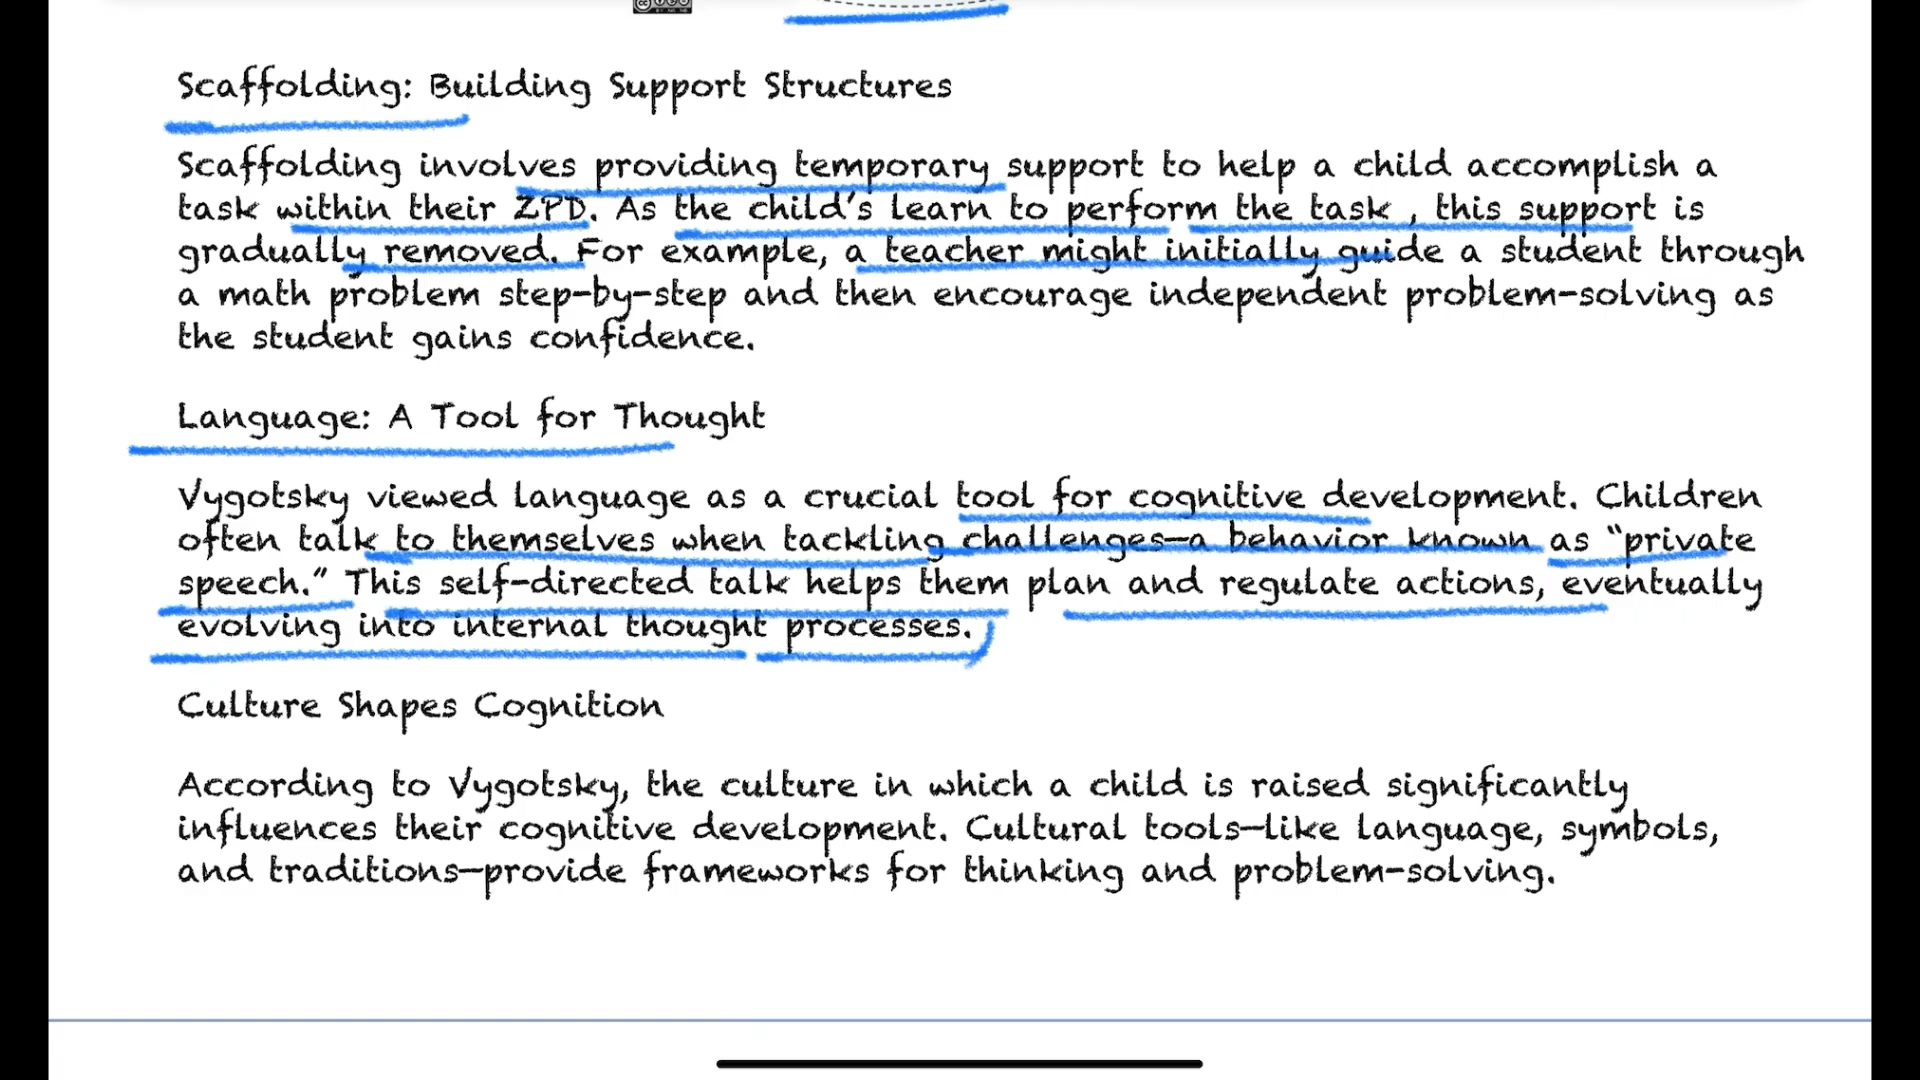 Scaffolding: Building Support Structures
Scaffolding involves providing temporary support to help a child accomplish a
task within their ZPD. As the child's learn to perform the task , this support is
gradually removed. For example, a teacher might initially guide a student through
a math problem step-by-step and then encourage independent problem-solving as
the student gains confidence.
Language: A Tool for Thought
Vygotsky viewed language as a crucial tool for cognitive development. Children
often talk to themselves when tackling challenges—a behavior known as “private
speech.” This self-directed talk helps them plan and regulate actions, eventually
evolving into internal thought processes.
Culture Shapes Cognition
According to Vygotsky, the culture in which a child is raised significantly
influences their cognitive development. Cultural tools—like language, symbols,
and traditions—provide frameworks for thinking and problem-solving.